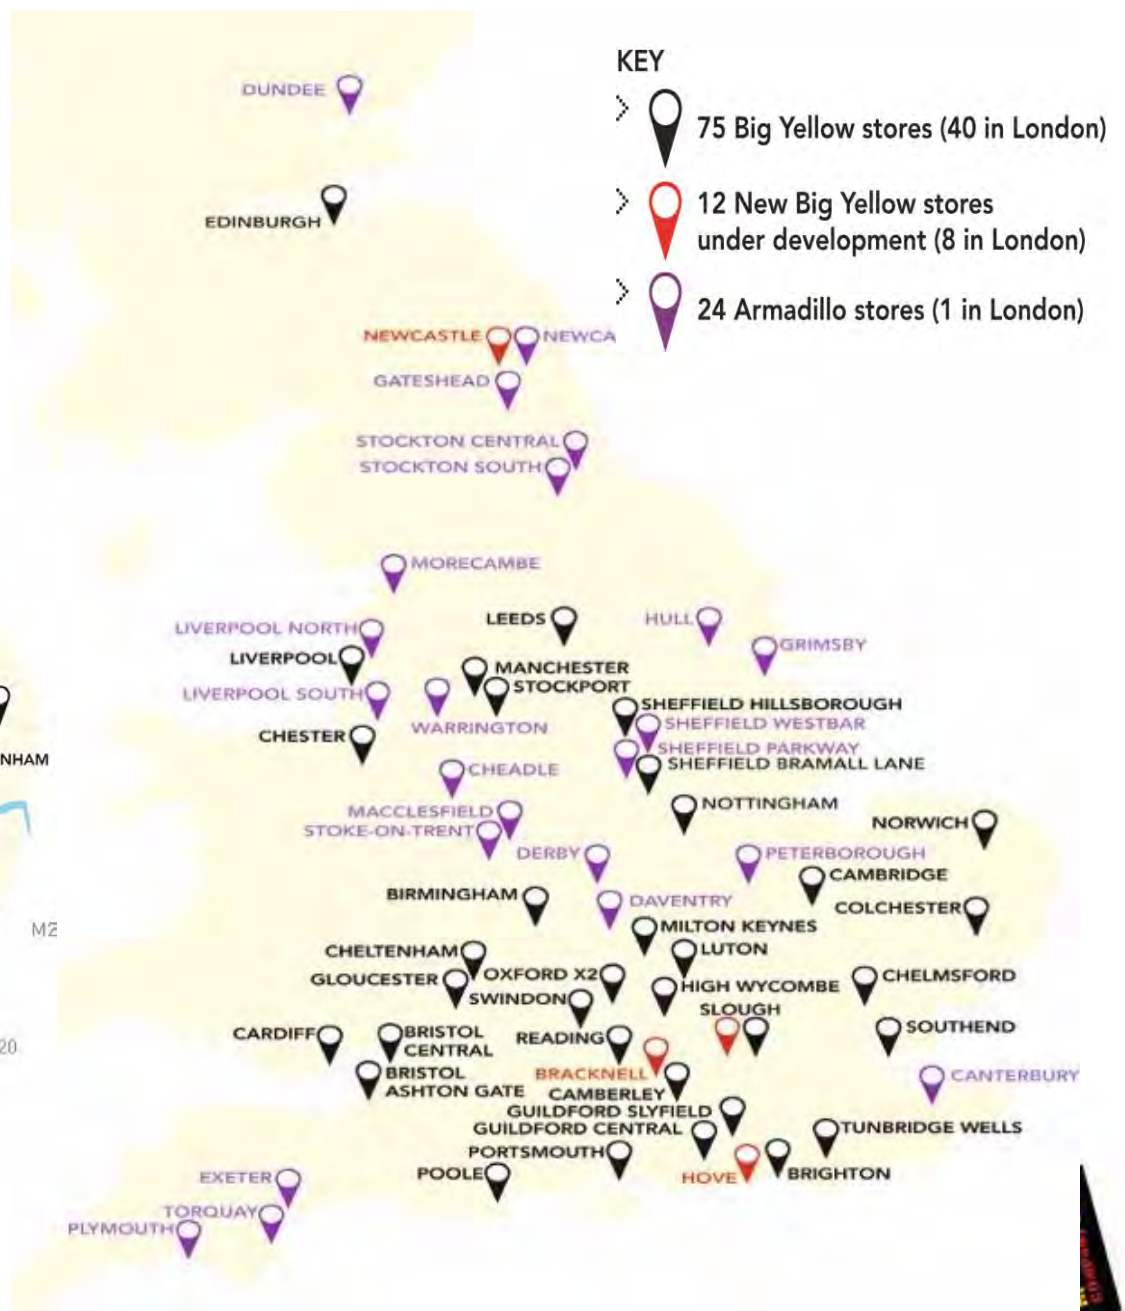 KEY
75 Big Yellow stores (40 in London)
12 New Big Yellow stores
under development (8 in London)
24 Armadillo stores (1 in London)
DUNDEE
EDINBURGH
NEWCASTLE
NEWCA
GATESHEAD
STOCKTON CENTRAL
STOCKTON SOUTH
MORECAMBE
LEEDS
HULL
LIVERPOOL NORTH
GRIMSBY
LIVERPOOL
MANCHESTER
STOCKPORT
LIVERPOOL SOUTH
SHEFFIELD HILLSBOROUGH
SHEFFIELD WESTBAR
WARRINGTON
CHESTER
SHEFFIELD PARKWAY
NHAM
SHEFFIELD BRAMALL LANE
CHEADLE
NOTTINGHAM
MACCLESFIELD
NORWICH
STOKE-ON-TRENT
DERBY
PETERBOROUGH
CAMBRIDGE
BIRMINGHAM
DAVENTRY
COLCHESTER
MILTON KEYNES
M2
CHELTENHAM
LUTON
OXFORD X2
CHELMSFORD
GLOUCESTER
HIGH WYCOMBE
SWINDON
SLOUGH
SOUTHEND
CARDIFF
BRISTOL
CENTRAL
READING
20
BRISTOL
ASHTON GATE
BRACKNELL
CANTERBURY
CAMBERLEY
GUILDFORD SLYFIELD
GUILDFORD CENTRAL
TUNBRIDGE WELLS
PORTSMOUTH
POOLE
HOVE
BRIGHTON
EXETER
TORQUAY
PLYMOUTH